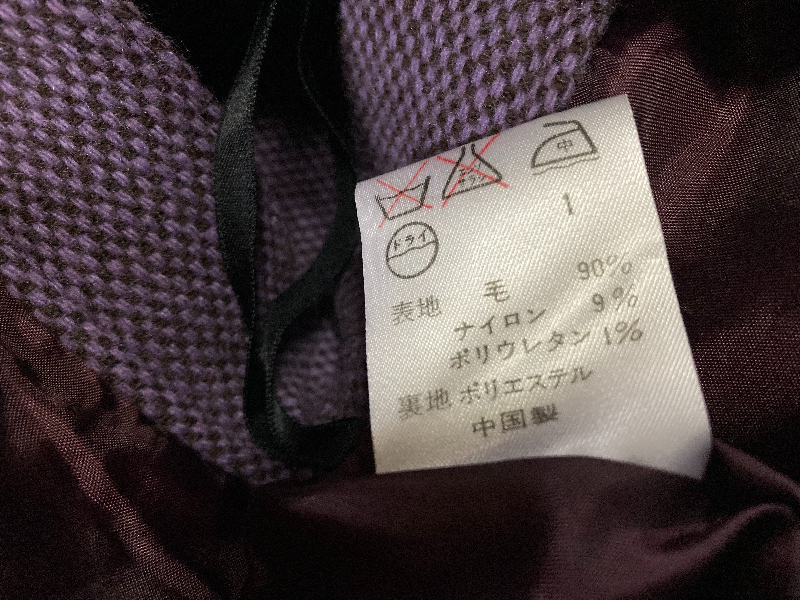 中
ドライ
1
表地 毛 90%
ナイロン 9%
ポリウレタン 1%
裏地 ポリエステル
中国製